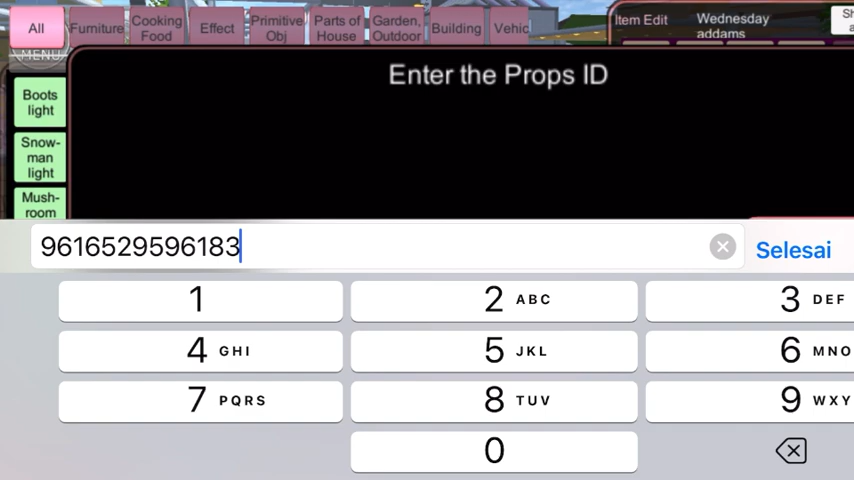 All
Furniture
Cooking
Food
Effect
Primitive
Obj
Parts of
House
Garden,
Outdoor
Building
Vehic
Item Edit
Wednesday
addams
MENU
Boots
light
Snow-
man
light
Mush-
room
Enter the Props ID
9616529596183
Selesai
1
2 ABC
3 DEF
4 GHI
5 JKL
6 MNO
7 PQRS
8 TUV
9 WXY
0